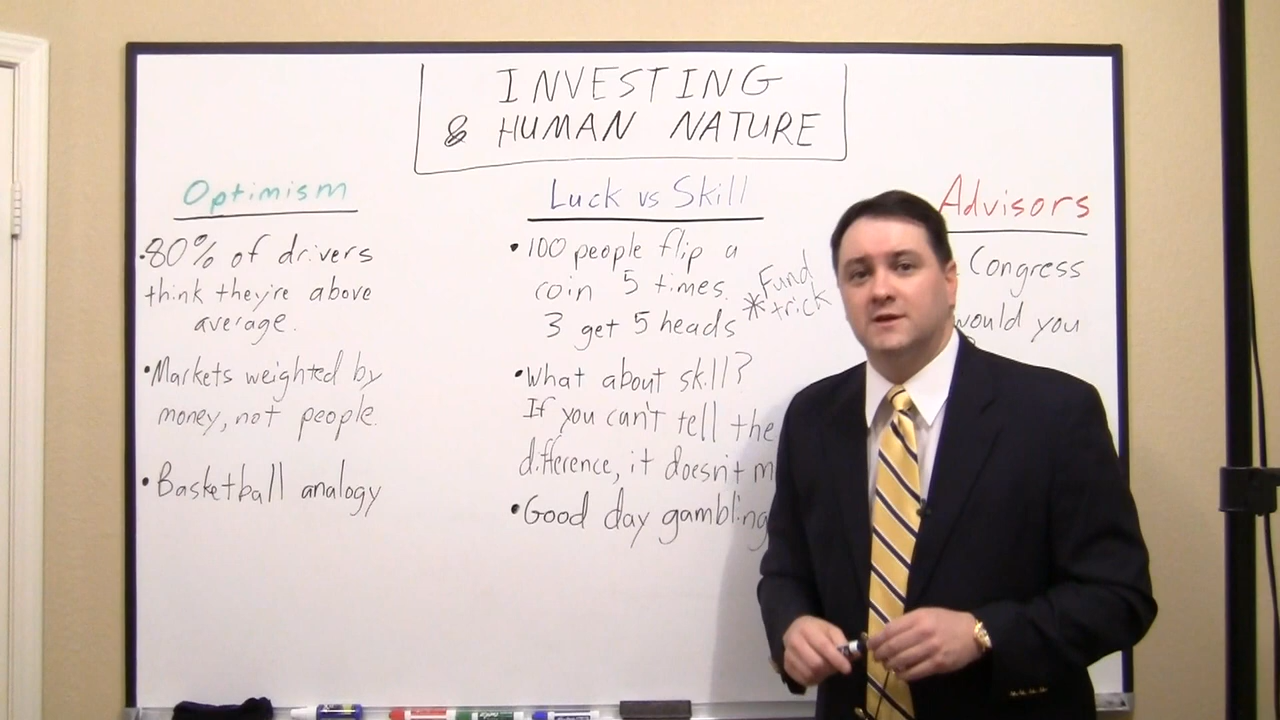 INVESTING
& HUMAN NATURE
Optimism
•80% of drivers
think they're above
average.
•Markets weighted by
money, not people.
•Basketball analogy
Luck vs Skill
•100 people flip a
coin 5 times.
3 get 5 heads
*Fund
trick
•What about skill?
If you can't tell the
difference, it doesn't m
•Good day gambling
Advisors
Congress
would you